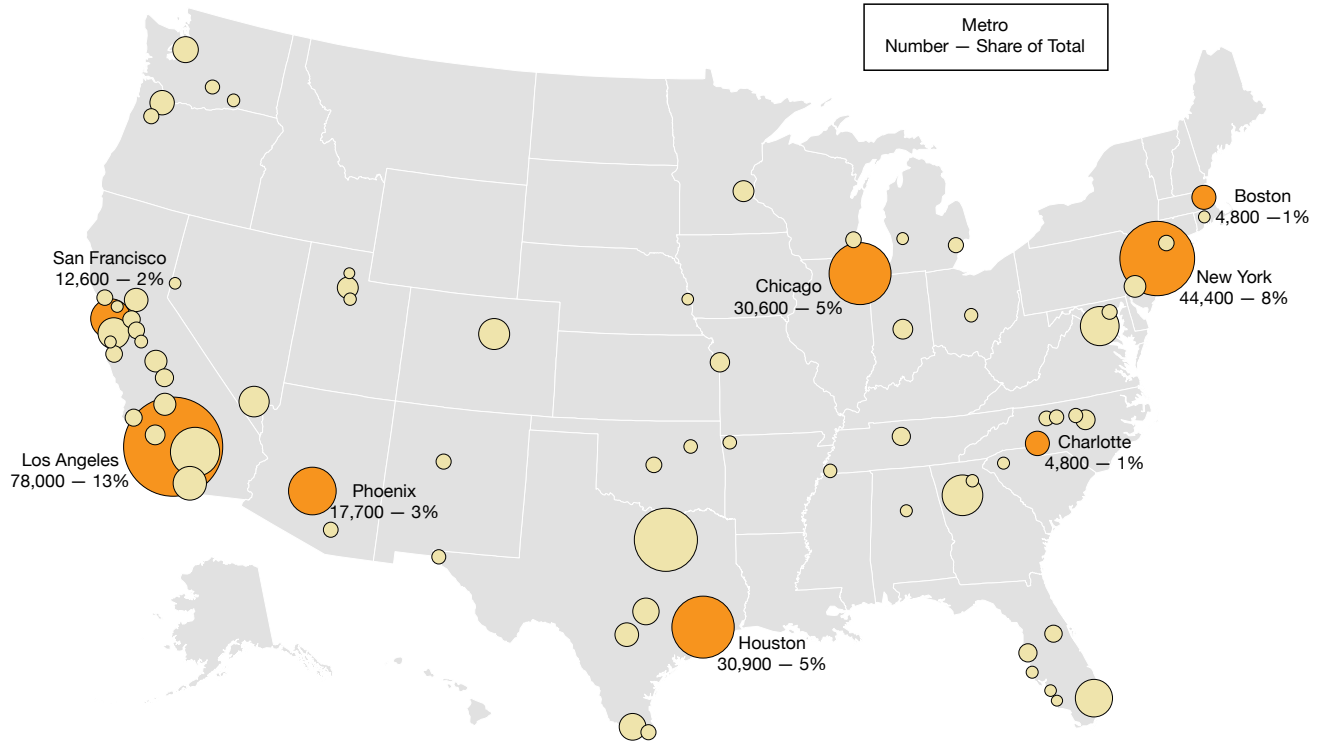 Metro
Number — Share of Total
Boston
4,800 —1%
San Francisco
12,600 — 2%
New York
44,400 — 8%
Chicago
30,600 — 5%
Charlotte
4,800 — 1%
Los Angeles
78,000 — 13%
Phoenix
17,700 — 3%
Houston
30,900 — 5%